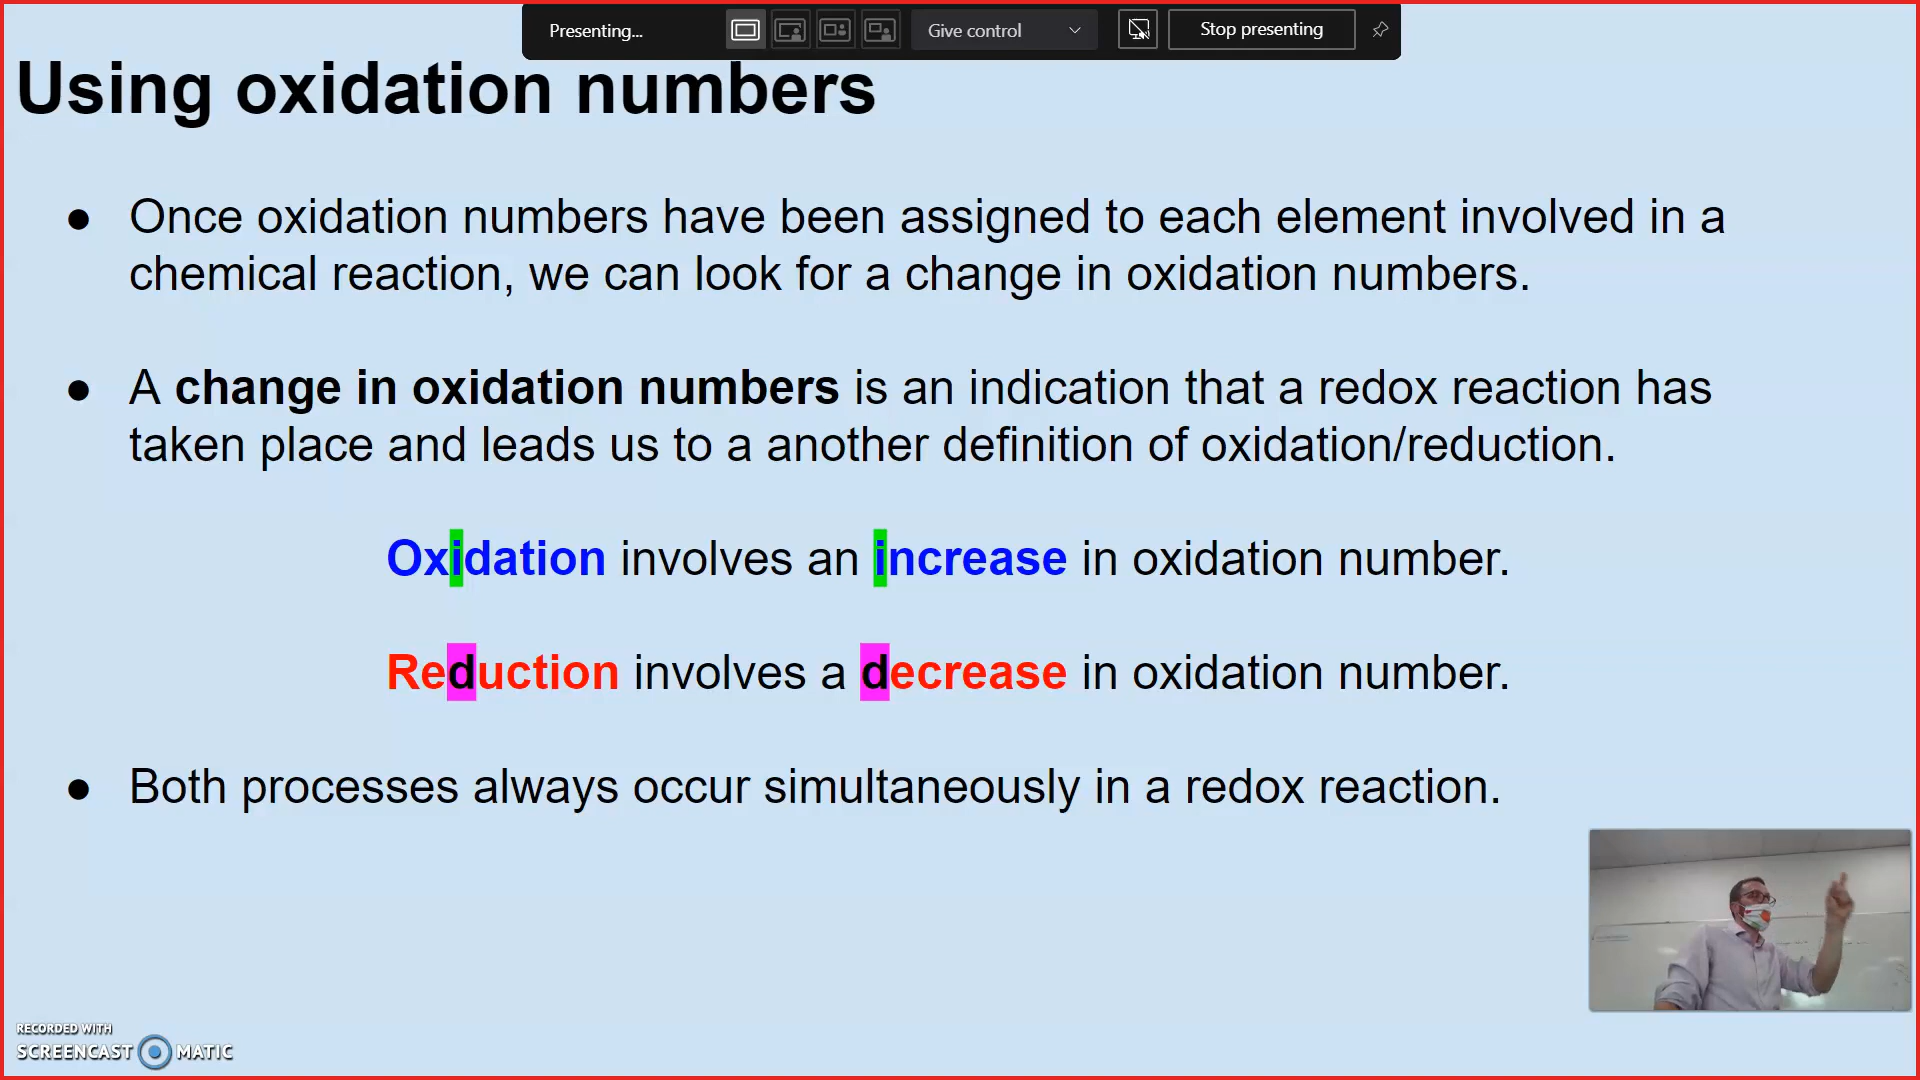 Presenting...
Give control
Stop presenting
Using oxidation numbers
● Once oxidation numbers have been assigned to each element involved in a
chemical reaction, we can look for a change in oxidation numbers.
● A change in oxidation numbers is an indication that a redox reaction has
taken place and leads us to a another definition of oxidation/reduction.
Oxidation involves an increase in oxidation number.
Reduction involves a decrease in oxidation number.
● Both processes always occur simultaneously in a redox reaction.
RECORDED WITH
SCREENCAST MATIC